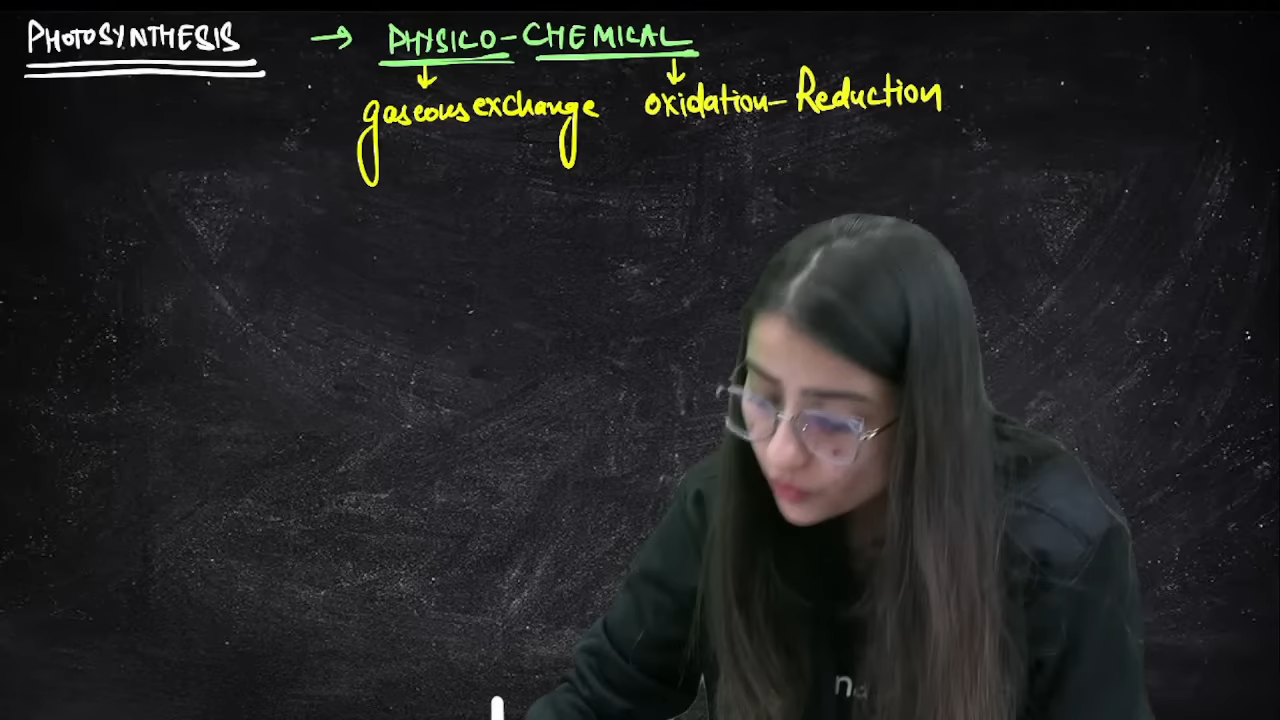 PHOTOSYNTHESIS → PHYSICO-CHEMICAL
gaseous exchange oxidation-Reduction